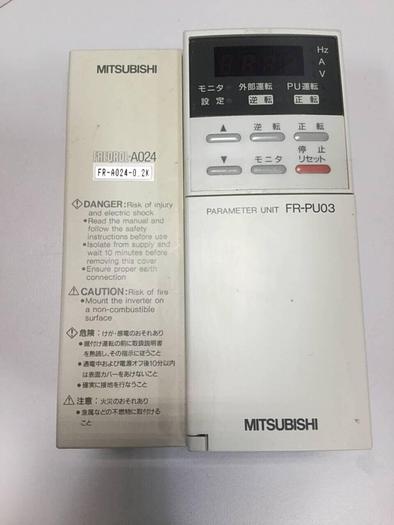 MITSUBISHI
FREQROL-A024
FR-A024-0.2K
DANGER: Risk of injury
and electric shock
●Read the manual and
follow the safety
instructions before use
●Isolate from supply and
wait 10 minutes before
removing this cover
●Ensure proper earth
connection
CAUTION: Risk of fire
●Mount the inverter on
a non-combustible
surface
危険：けが・感電のおそれあり
●据付け運転の前に取扱説明書
を熟読し、その指示に従うこと
●通電中および電源オフ後10分以内
は表面カバーをあけないこと
●確実に接地を行なうこと
注意：火災のおそれあり
●金属などの不燃物に取付ける
こと
Hz
A
V
モニタ 外部運転 PU運転
設定 逆転 正転
▲ 逆転 正転
停止
▼ モニタ リセット
PARAMETER UNIT FR-PU03
MITSUBISHI